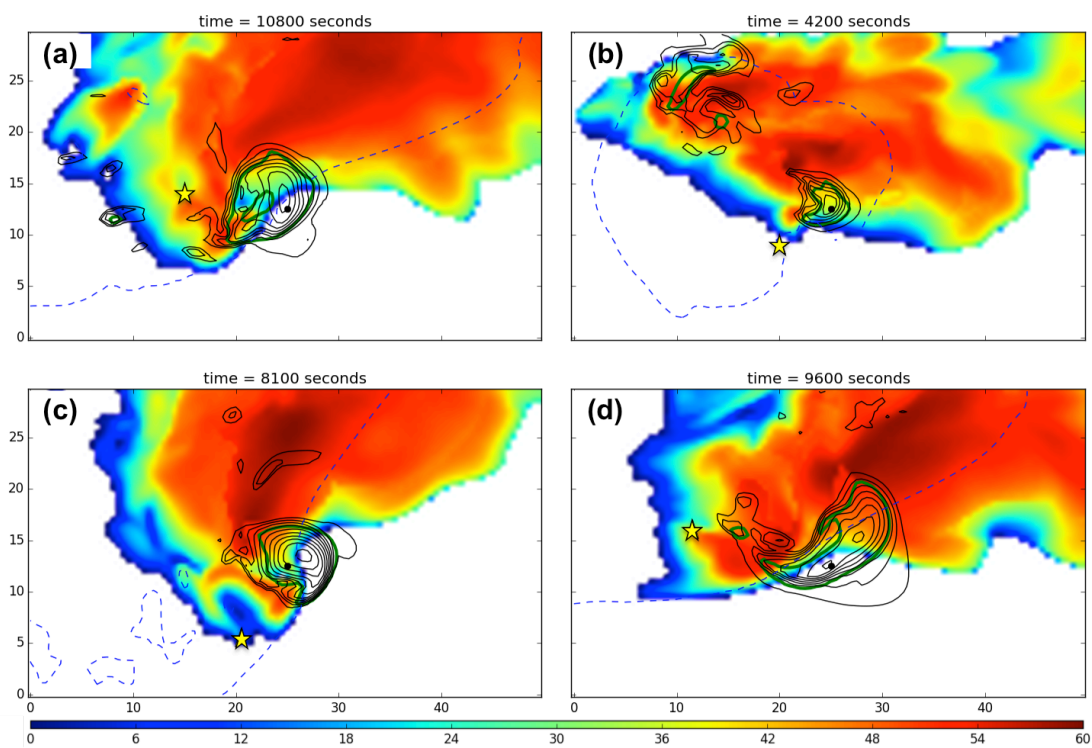 time = 10800 seconds
time = 4200 seconds
(a)
(b)
25
20
15
10
5
0
time = 8100 seconds
time = 9600 seconds
(c)
(d)
25
20
15
10
5
0
0 10 20 30 40
0 10 20 30 40
0 6 12 18 24 30 36 42 48 54 60